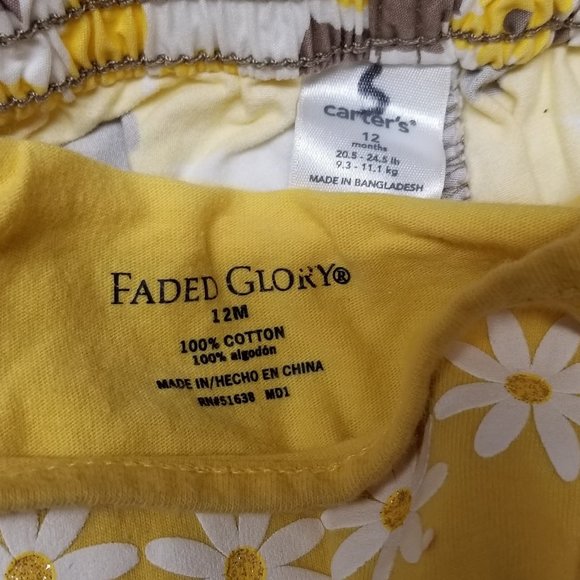 carter's®
12
months
20.5 - 24.5 lb
9.3 - 11.1 kg
MADE IN BANGLADESH
FADED GLORY®
12M
100% COTTON
100% algodón
MADE IN/HECHO EN CHINA
RN#51638 MD1